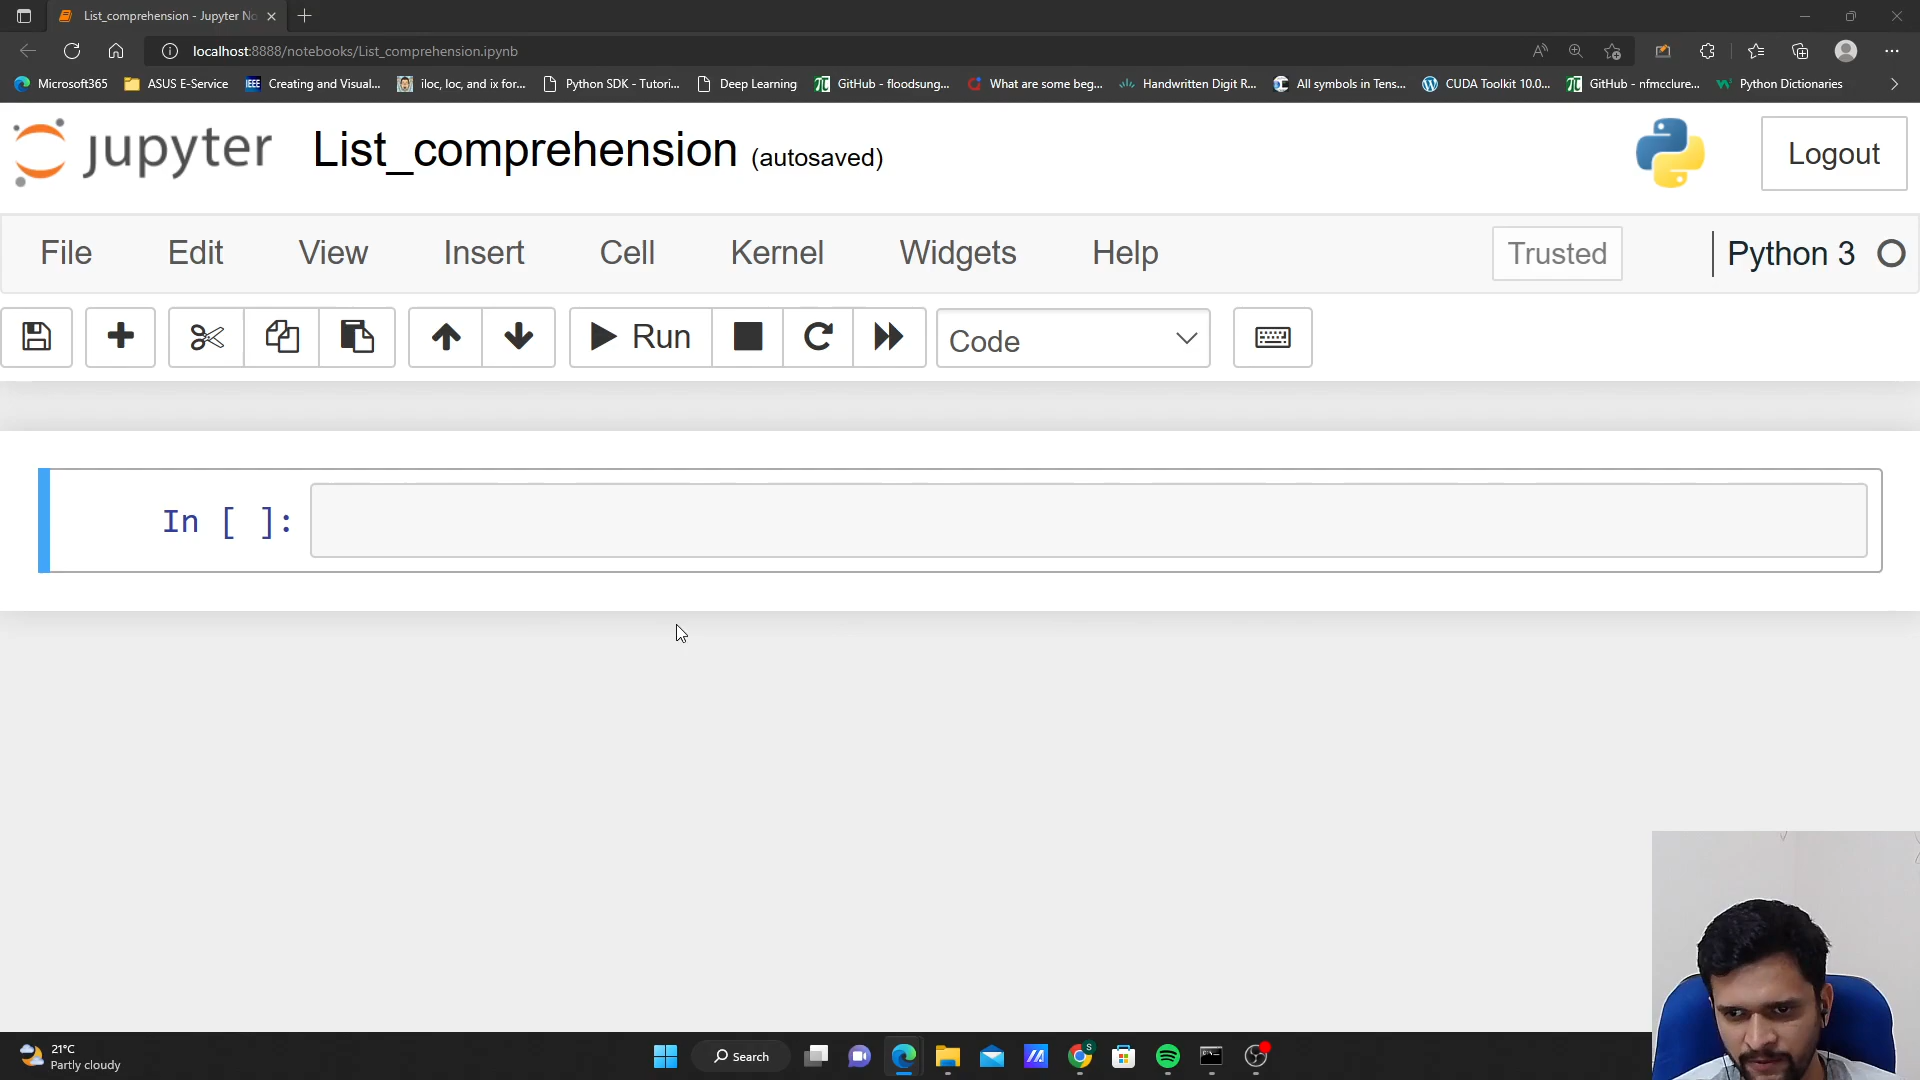 List_comprehension - Jupyter No
localhost:8888/notebooks/List_comprehension.ipynb
Microsoft365 ASUS E-Service IEEE Creating and Visual... iloc, loc, and ix for... Python SDK - Tutori... Deep Learning GitHub - floodsung... What are some beg... Handwritten Digit R... All symbols in Tens... CUDA Toolkit 10.0... GitHub - nfmcclure... Python Dictionaries
jupyter List_comprehension (autosaved) Logout
File Edit View Insert Cell Kernel Widgets Help Trusted Python 3
Run Code
In [ ]:
21°C
Partly cloudy
Search